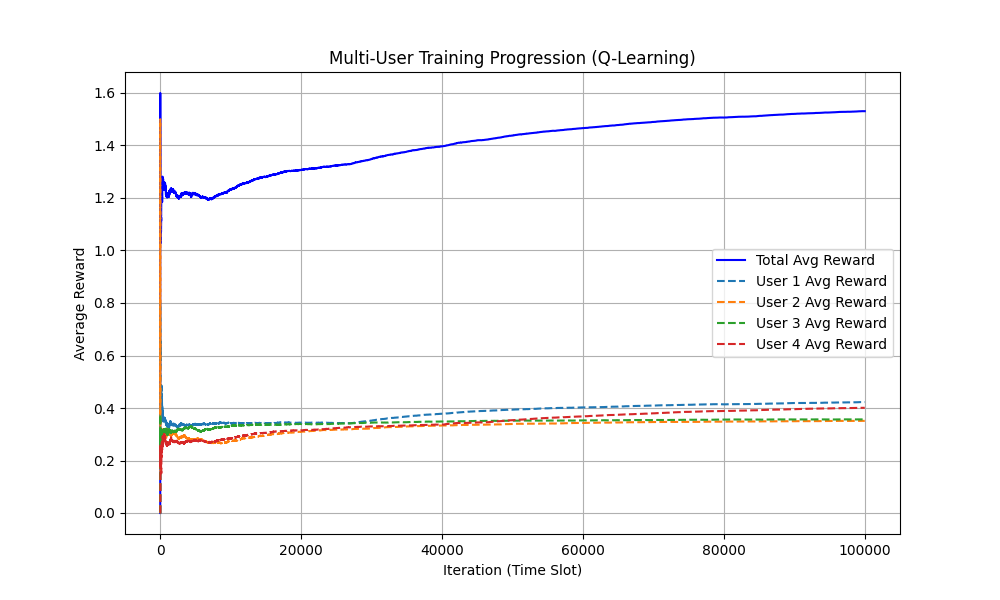 Multi-User Training Progression (Q-Learning)
Average Reward
1.6
1.4
1.2
1.0
0.8
0.6
0.4
0.2
0.0
Total Avg Reward
User 1 Avg Reward
User 2 Avg Reward
User 3 Avg Reward
User 4 Avg Reward
0 20000 40000 60000 80000 100000
Iteration (Time Slot)